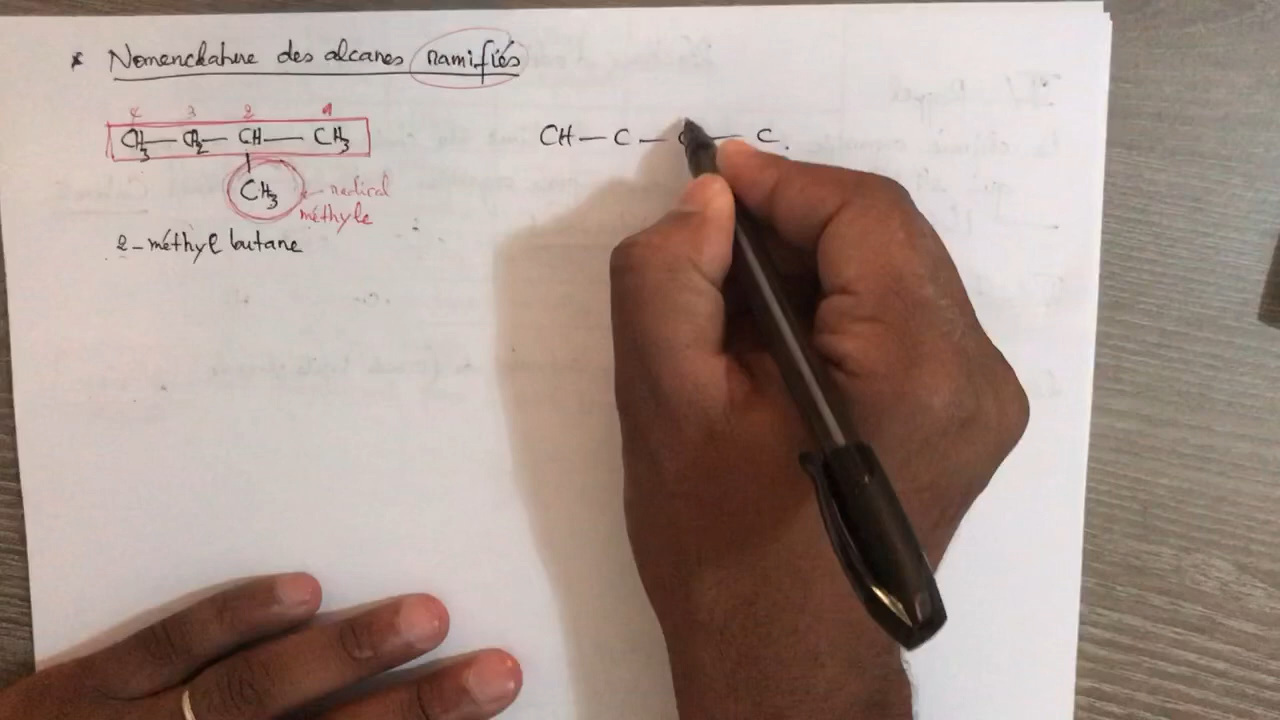 * Nomenclature des alcanes ramifiés
4 3 2 1
CH3 — CH2 — CH — CH3
CH3 ← radical
méthyle
2-méthyl butane
CH — C — C — C.